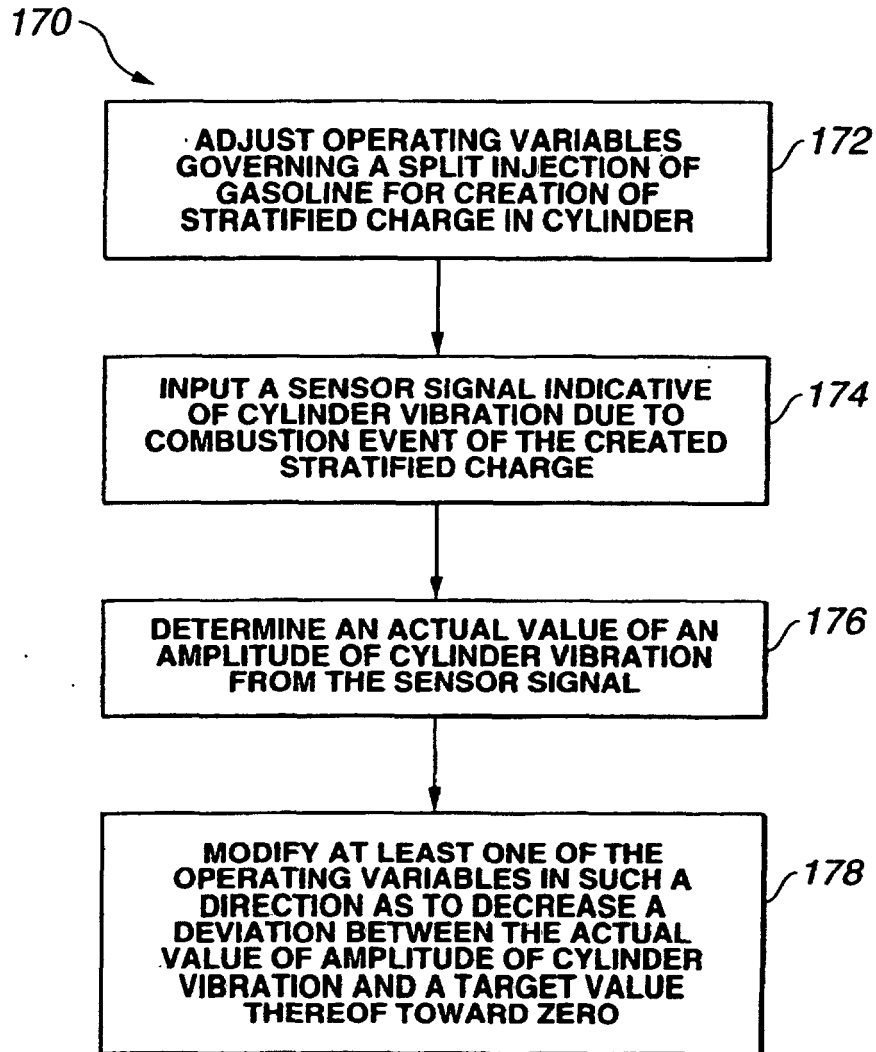 170
ADJUST OPERATING VARIABLES
GOVERNING A SPLIT INJECTION OF
GASOLINE FOR CREATION OF
STRATIFIED CHARGE IN CYLINDER
172
INPUT A SENSOR SIGNAL INDICATIVE
OF CYLINDER VIBRATION DUE TO
COMBUSTION EVENT OF THE CREATED
STRATIFIED CHARGE
174
DETERMINE AN ACTUAL VALUE OF AN
AMPLITUDE OF CYLINDER VIBRATION
FROM THE SENSOR SIGNAL
176
MODIFY AT LEAST ONE OF THE
OPERATING VARIABLES IN SUCH A
DIRECTION AS TO DECREASE A
DEVIATION BETWEEN THE ACTUAL
VALUE OF AMPLITUDE OF CYLINDER
VIBRATION AND A TARGET VALUE
THEREOF TOWARD ZERO
178